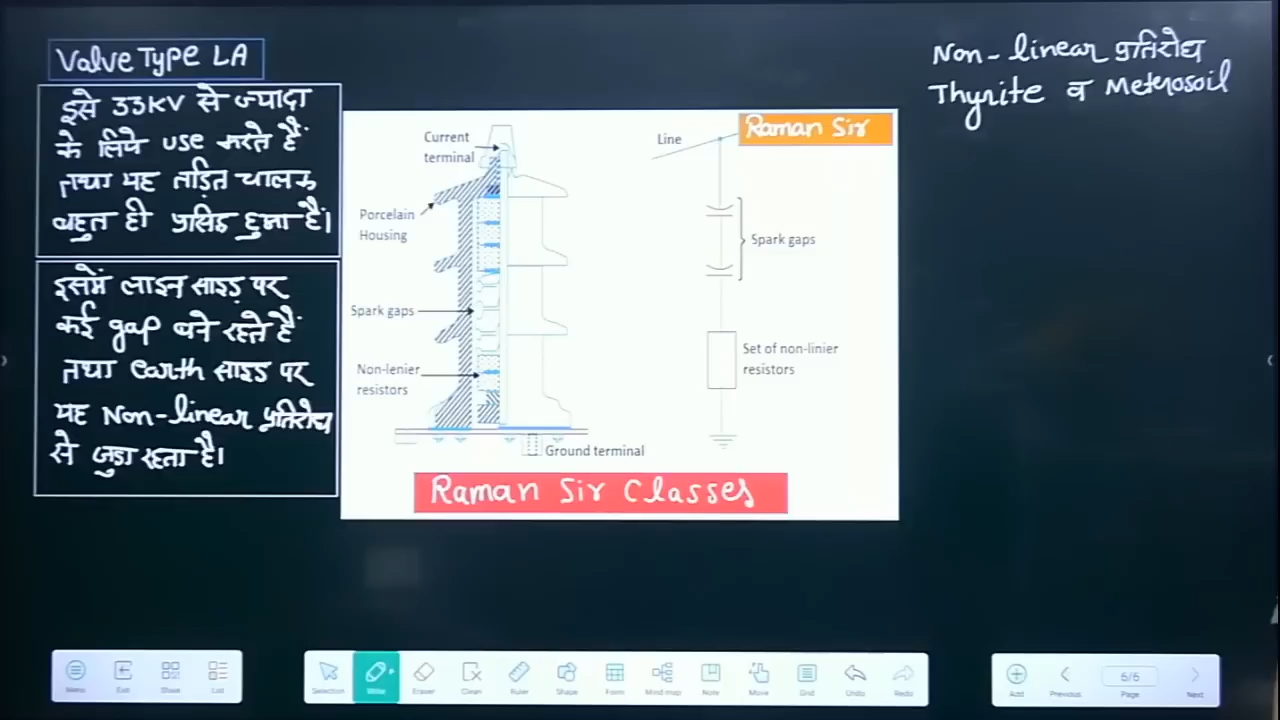 Valve Type LA
इसे 33KV से ज्यादा
के लिये use करते हैं
तथा यह तड़ित चालक
बहुत ही प्रसिद्ध हुआ हैं।
इसमें लाइन साइड़ पर
कई gap बने रहते हैं
तथा earth साइड पर
यह Non-linear प्रतिरोध
से जुडा रहता है।
Current
terminal
Porcelain
Housing
Spark gaps
Non-lenier
resistors
Ground terminal
Line
Raman Sir
Spark gaps
Set of non-linier
resistors
Raman Sir Classes
Non-linear प्रतिरोध
Thyrite व Meterosoil
Menu
Exit
Share
List
Selection
Write
Eraser
Clean
Ruler
Shape
Form
Mind map
Note
Move
Grid
Undo
Redo
Add
Previous
6/6
Page
Next